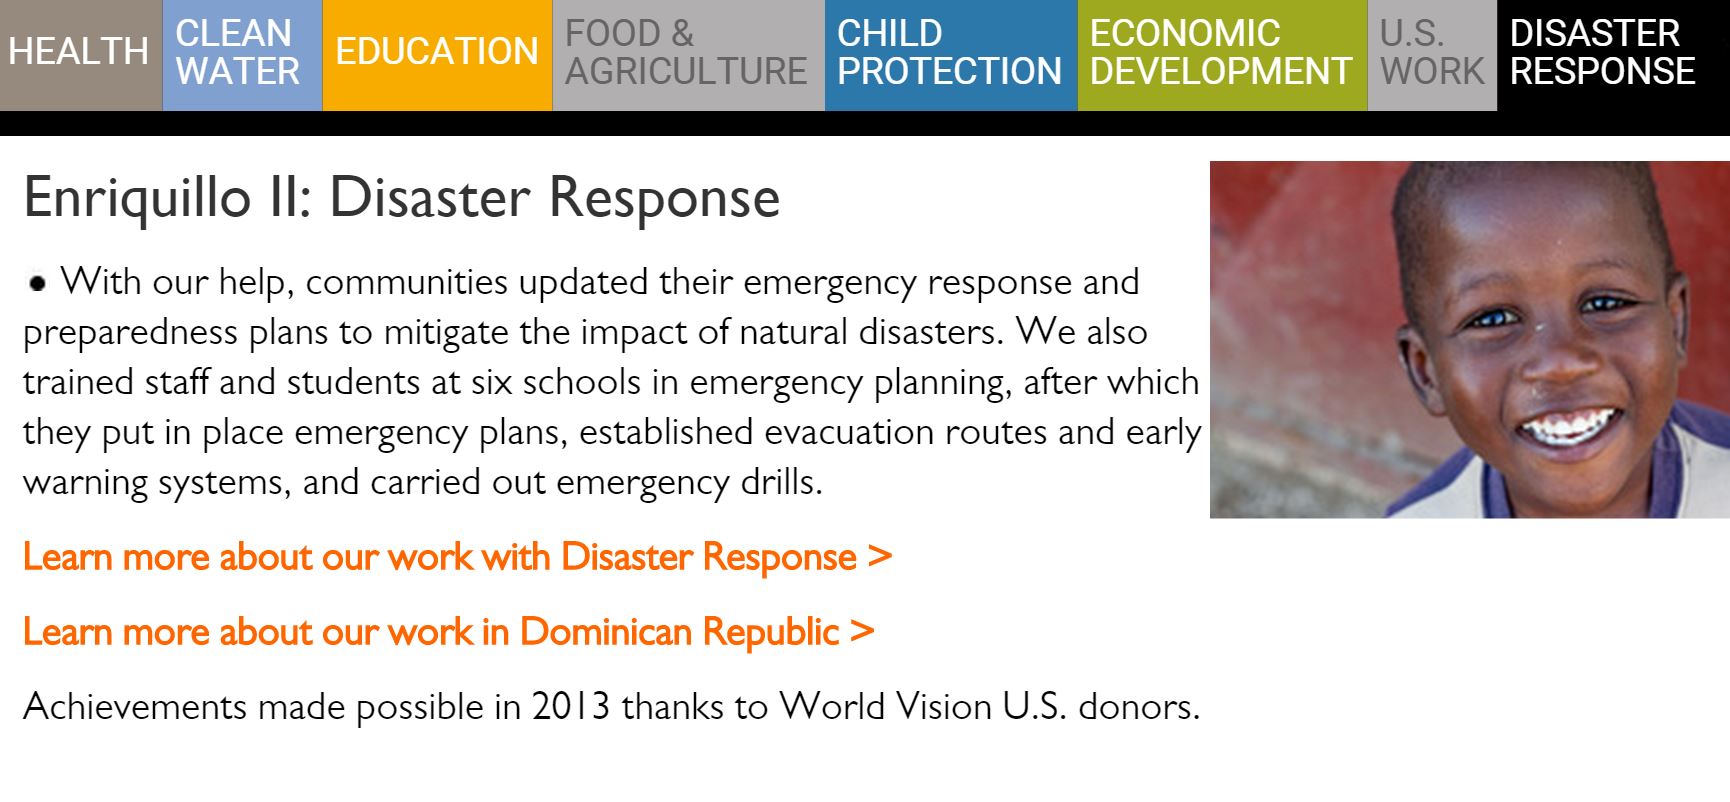 HEALTH
CLEAN
WATER
EDUCATION
FOOD &
AGRICULTURE
CHILD
PROTECTION
ECONOMIC
DEVELOPMENT
U.S.
WORK
DISASTER
RESPONSE
Enriquillo II: Disaster Response
• With our help, communities updated their emergency response and
preparedness plans to mitigate the impact of natural disasters. We also
trained staff and students at six schools in emergency planning, after which
they put in place emergency plans, established evacuation routes and early
warning systems, and carried out emergency drills.
Learn more about our work with Disaster Response >
Learn more about our work in Dominican Republic >
Achievements made possible in 2013 thanks to World Vision U.S. donors.